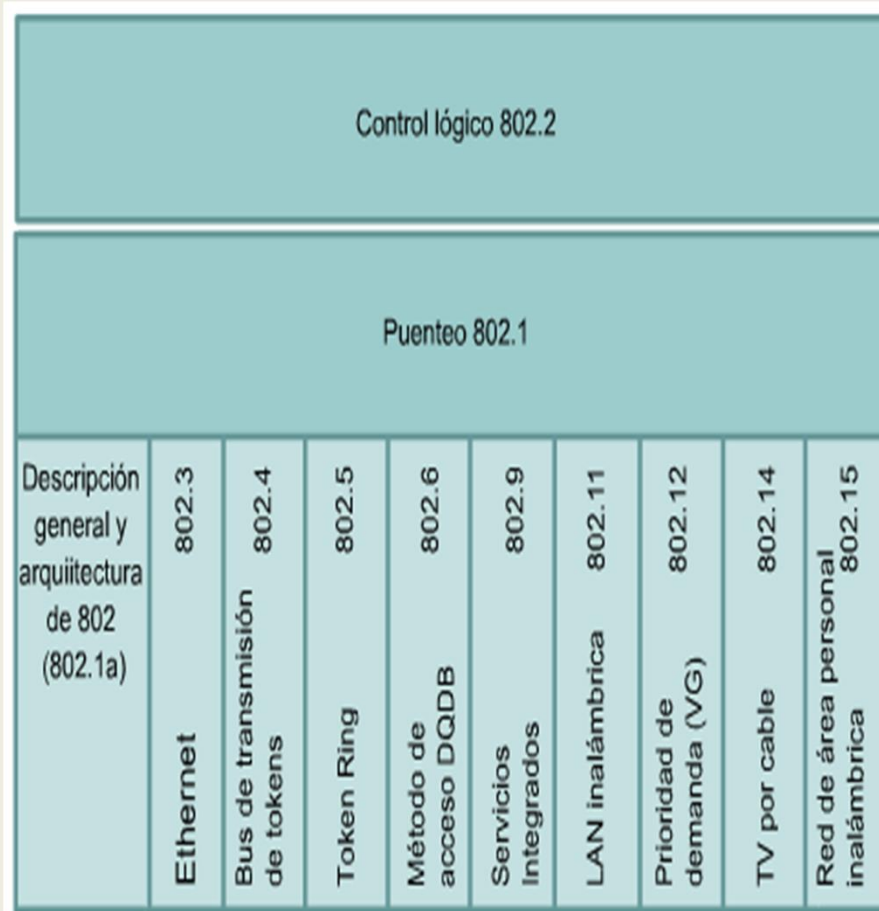 Control lógico 802.2
Puenteo 802.1
Descripción
general y
arquiitectura
de 802
(802.1a)
Ethernet 802.3
Bus de transmisión
de tokens 802.4
Token Ring 802.5
Método de
acceso DQDB 802.6
Servicios
Integrados 802.9
LAN inalámbrica 802.11
Prioridad de
demanda (VG) 802.12
TV por cable 802.14
Red de área personal
inalámbrica 802.15